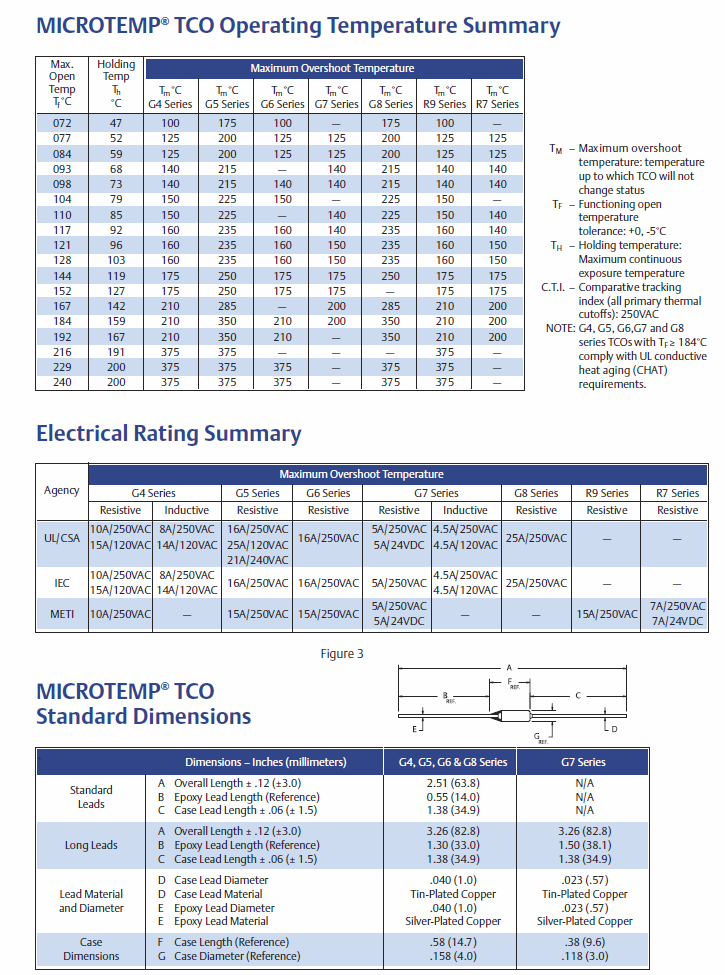 MICROTEMP® TCO Operating Temperature Summary
Max. Open Temp Tf°C Holding Temp Th °C Maximum Overshoot Temperature
Tm°C G4 Series Tm°C G5 Series Tm°C G6 Series Tm°C G7 Series Tm°C G8 Series Tm°C R9 Series Tm°C R7 Series
072 47 100 175 100 — 175 100 —
077 52 125 200 125 125 200 125 125
084 59 125 200 125 125 200 125 125
093 68 140 215 — 140 215 140 140
098 73 140 215 140 140 215 140 140
104 79 150 225 150 — 225 150 —
110 85 150 225 — 140 225 150 140
117 92 160 235 160 140 235 160 140
121 96 160 235 160 150 235 160 150
128 103 160 235 160 150 235 160 150
144 119 175 250 175 175 250 175 175
152 127 175 250 175 175 — 175 175
167 142 210 285 — 200 285 210 200
184 159 210 350 210 200 350 210 200
192 167 210 350 210 — 350 210 200
216 191 375 375 — — — 375 —
229 200 375 375 375 — 375 375 —
240 200 375 375 375 — 375 375 —
TM – Maximum overshoot
temperature: temperature
up to which TCO will not
change status
TF – Functioning open
temperature
tolerance: +0, -5°C
TH – Holding temperature:
Maximum continuous
exposure temperature
C.T.I. – Comparative tracking
index (all primary thermal
cutoffs): 250VAC
NOTE: G4, G5, G6,G7 and G8
series TCOs with TF ≥ 184°C
comply with UL conductive
heat aging (CHAT)
requirements.
Electrical Rating Summary
Agency Maximum Overshoot Temperature
G4 Series G5 Series G6 Series G7 Series G8 Series R9 Series R7 Series
Resistive Inductive Resistive Resistive Resistive Inductive Resistive Resistive Resistive
UL/CSA 10A/250VAC 8A/250VAC 16A/250VAC 16A/250VAC 5A/250VAC 4.5A/250VAC 25A/250VAC — —
15A/120VAC 14A/120VAC 25A/120VAC 5A/24VDC 4.5A/120VAC
21A/240VAC
IEC 10A/250VAC 8A/250VAC 16A/250VAC 16A/250VAC 5A/250VAC 4.5A/250VAC 25A/250VAC — —
15A/120VAC 14A/120VAC 4.5A/120VAC
METI 10A/250VAC — 15A/250VAC 15A/250VAC 5A/250VAC — — 15A/250VAC 7A/250VAC
5A/24VDC 7A/24VDC
Figure 3
MICROTEMP® TCO
Standard Dimensions
A
F
REF.
B
REF.
C
E
G
REF.
D
Dimensions – Inches (millimeters) G4, G5, G6 & G8 Series G7 Series
Standard Leads
A Overall Length ± .12 (±3.0) 2.51 (63.8) N/A
B Epoxy Lead Length (Reference) 0.55 (14.0) N/A
C Case Lead Length ± .06 (± 1.5) 1.38 (34.9) N/A
Long Leads
A Overall Length ± .12 (±3.0) 3.26 (82.8) 3.26 (82.8)
B Epoxy Lead Length (Reference) 1.30 (33.0) 1.50 (38.1)
C Case Lead Length ± .06 (± 1.5) 1.38 (34.9) 1.38 (34.9)
Lead Material and Diameter
D Case Lead Diameter .040 (1.0) .023 (.57)
D Case Lead Material Tin-Plated Copper Tin-Plated Copper
E Epoxy Lead Diameter .040 (1.0) .023 (.57)
E Epoxy Lead Material Silver-Plated Copper Silver-Plated Copper
Case Dimensions
F Case Length (Reference) .58 (14.7) .38 (9.6)
G Case Diameter (Reference) .158 (4.0) .118 (3.0)